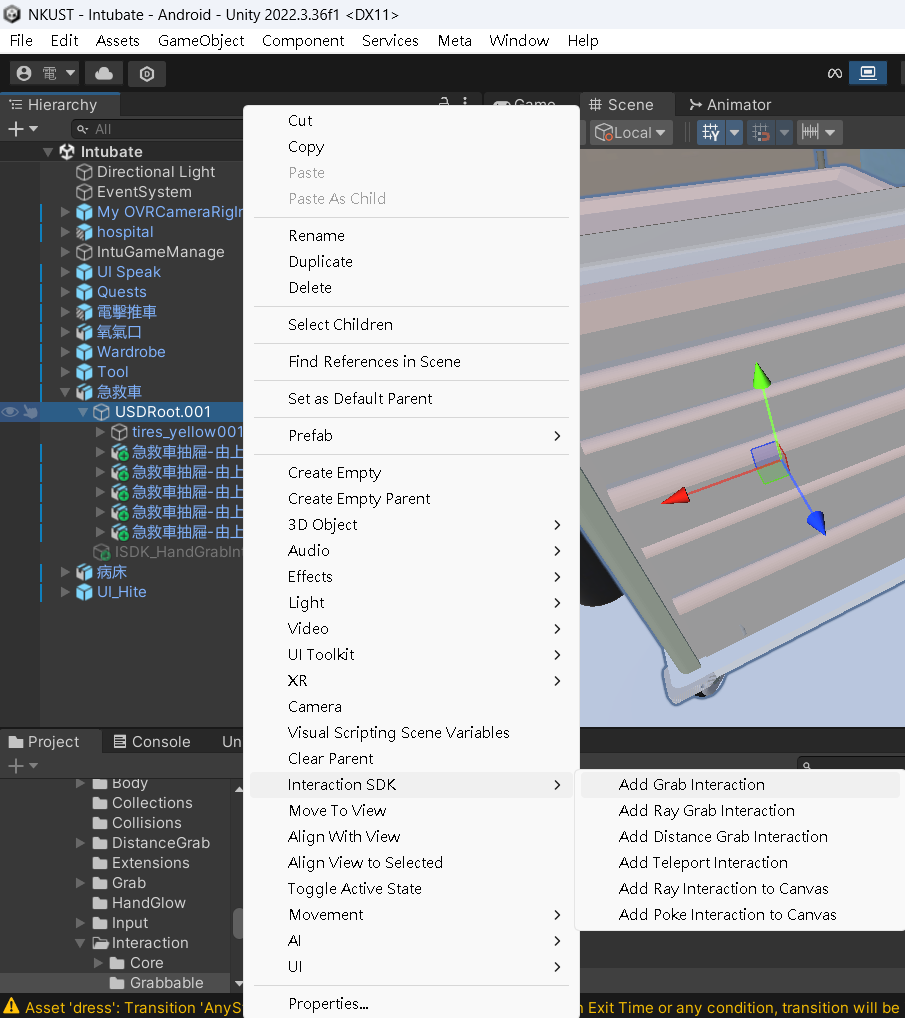 NKUST - Intubate - Android - Unity 2022.3.36f1 <DX11>
File Edit Assets GameObject Component Services Meta Window Help
電
Hierarchy
Game
Scene
Animator
All
Local
Intubate
Directional Light
EventSystem
My OVRCameraRigIn
hospital
IntuGameManage
UI Speak
Quests
電擊推車
氧氣口
Wardrobe
Tool
急救車
USDRoot.001
tires_yellow001
急救車抽屜-由上
急救車抽屜-由上
急救車抽屜-由上
急救車抽屜-由上
急救車抽屜-由上
ISDK_HandGrabInt
病床
UI_Hite
Cut
Copy
Paste
Paste As Child
Rename
Duplicate
Delete
Select Children
Find References in Scene
Set as Default Parent
Prefab
Create Empty
Create Empty Parent
3D Object
Audio
Effects
Light
Video
UI Toolkit
XR
Camera
Visual Scripting Scene Variables
Clear Parent
Interaction SDK
Move To View
Align With View
Align View to Selected
Toggle Active State
Movement
AI
UI
Properties...
Add Grab Interaction
Add Ray Grab Interaction
Add Distance Grab Interaction
Add Teleport Interaction
Add Ray Interaction to Canvas
Add Poke Interaction to Canvas
Project
Console
Un
Body
Collections
Collisions
DistanceGrab
Extensions
Grab
HandGlow
Input
Interaction
Core
Grabbable
Asset 'dress': Transition 'AnyS
Exit Time or any condition, transition will be